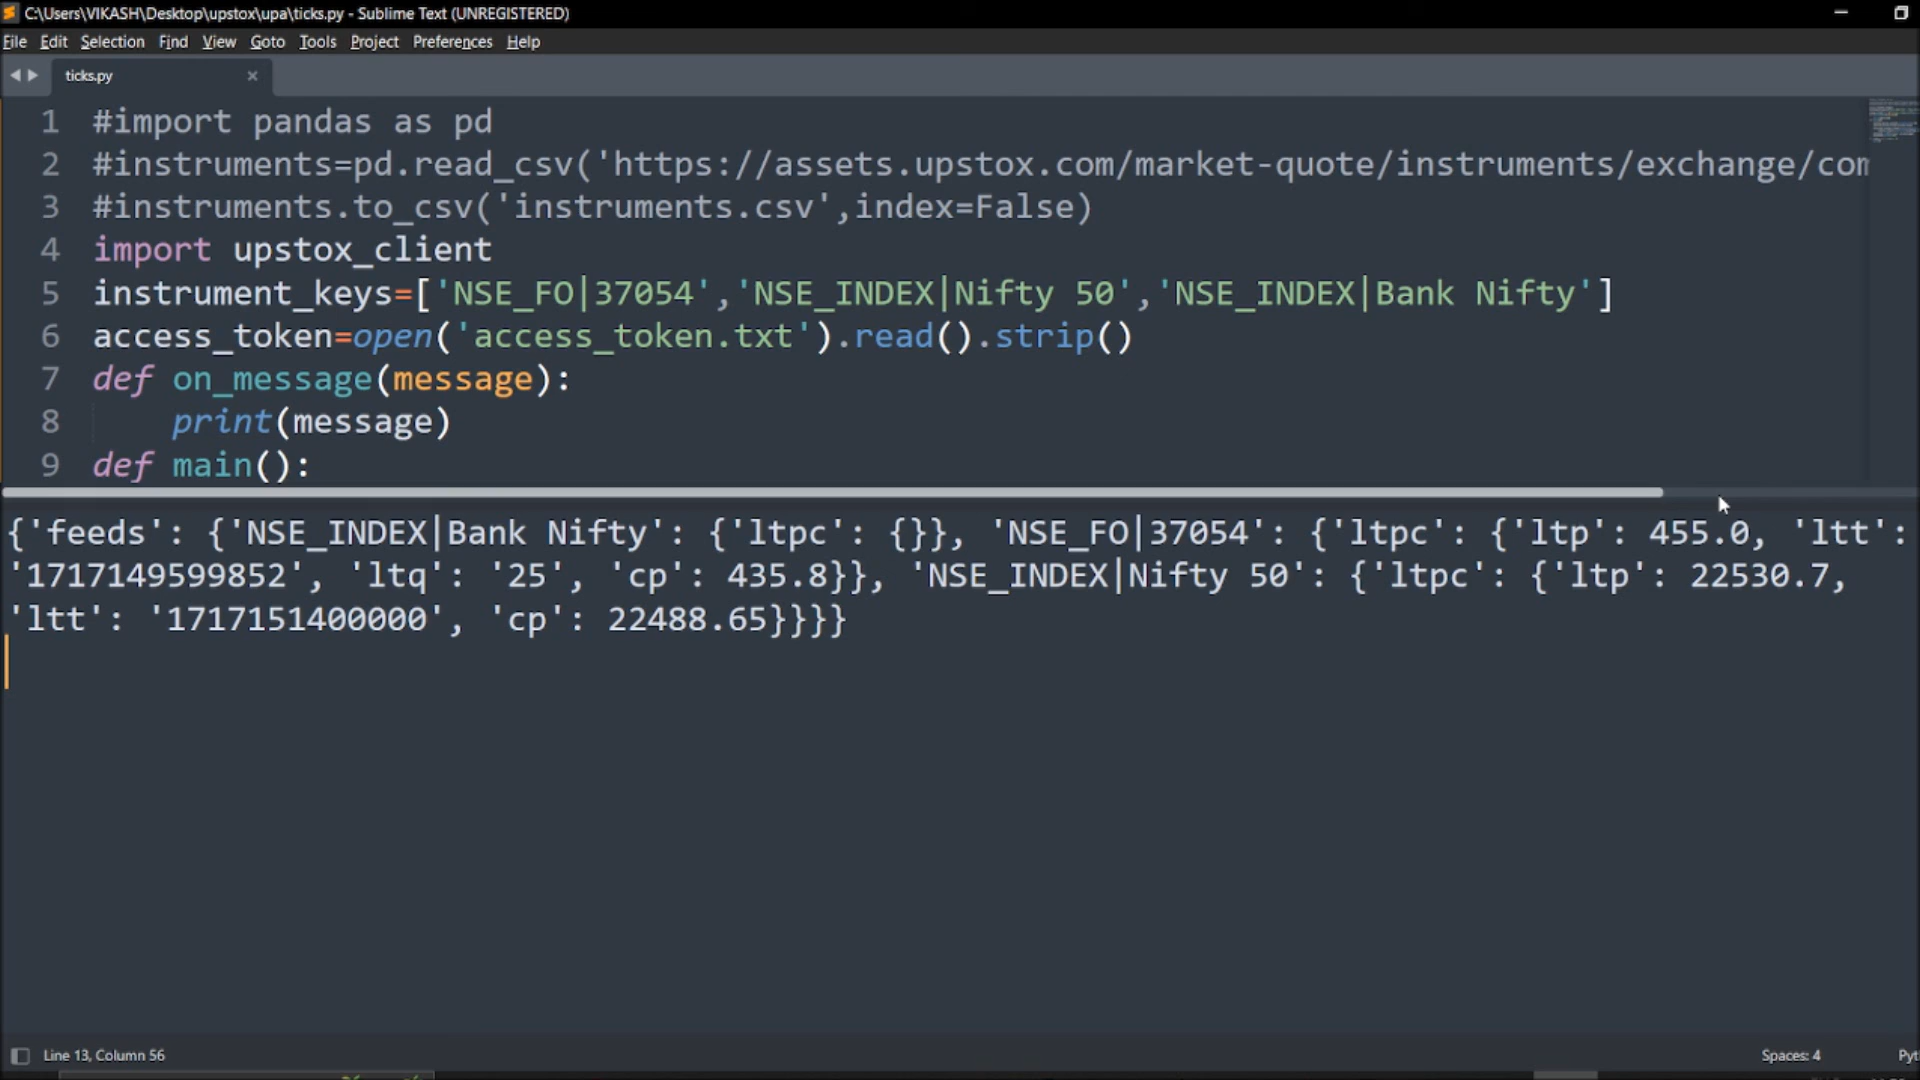 C:\Users\VIKASH\Desktop\upstox\upa\ticks.py - Sublime Text (UNREGISTERED)
File Edit Selection Find View Goto Tools Project Preferences Help
ticks.py
1 #import pandas as pd
2 #instruments=pd.read_csv('https://assets.upstox.com/market-quote/instruments/exchange/com
3 #instruments.to_csv('instruments.csv',index=False)
4 import upstox_client
5 instrument_keys=['NSE_FO|37054','NSE_INDEX|Nifty 50','NSE_INDEX|Bank Nifty']
6 access_token=open('access_token.txt').read().strip()
7 def on_message(message):
8 print(message)
9 def main():
{'feeds': {'NSE_INDEX|Bank Nifty': {'ltpc': {}}, 'NSE_FO|37054': {'ltpc': {'ltp': 455.0, 'ltt':
'1717149599852', 'ltq': '25', 'cp': 435.8}}, 'NSE_INDEX|Nifty 50': {'ltpc': {'ltp': 22530.7,
'ltt': '1717151400000', 'cp': 22488.65}}}}
Line 13, Column 56 Spaces: 4 Pyt